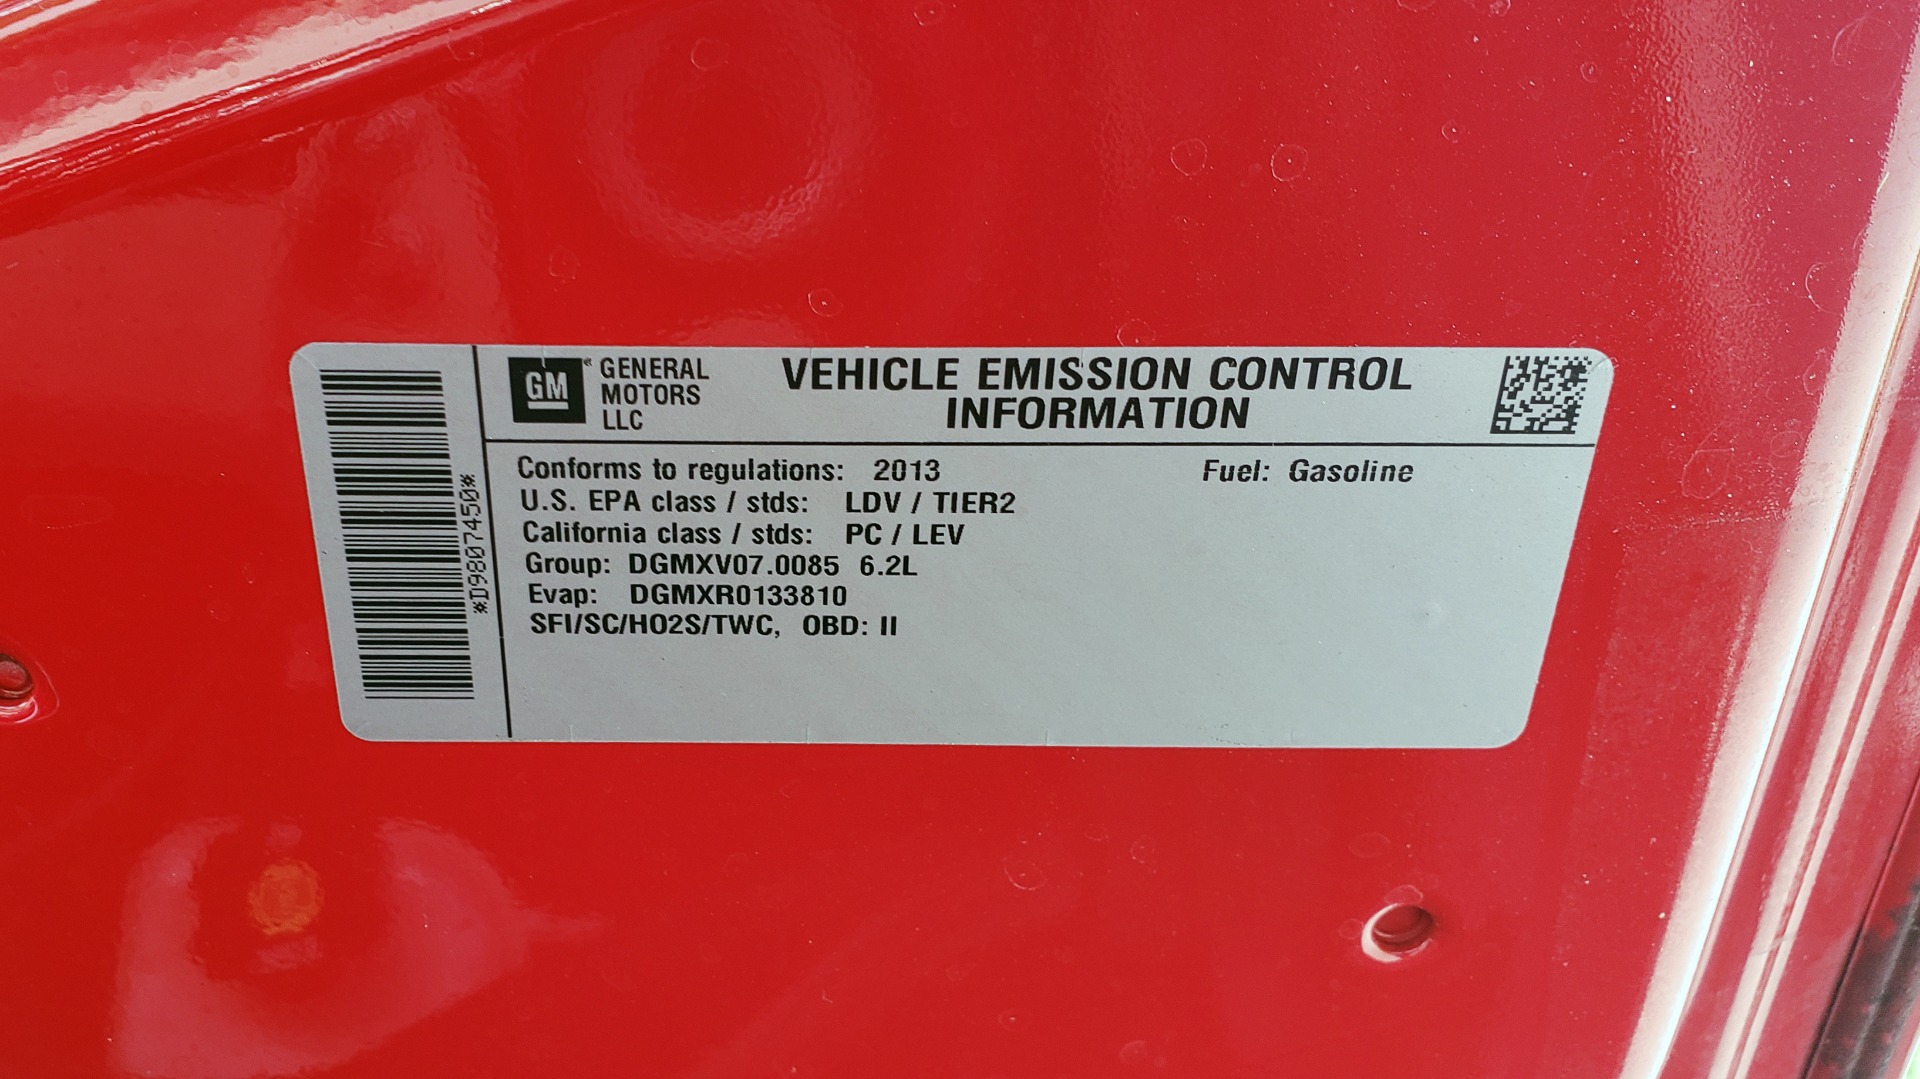 GM® GENERAL MOTORS LLC
VEHICLE EMISSION CONTROL
INFORMATION
Conforms to regulations: 2013 Fuel: Gasoline
U.S. EPA class / stds: LDV / TIER2
California class / stds: PC / LEV
Group: DGMXV07.0085 6.2L
Evap: DGMXR0133810
SFI/SC/HO2S/TWC, OBD: II
*D9807450*